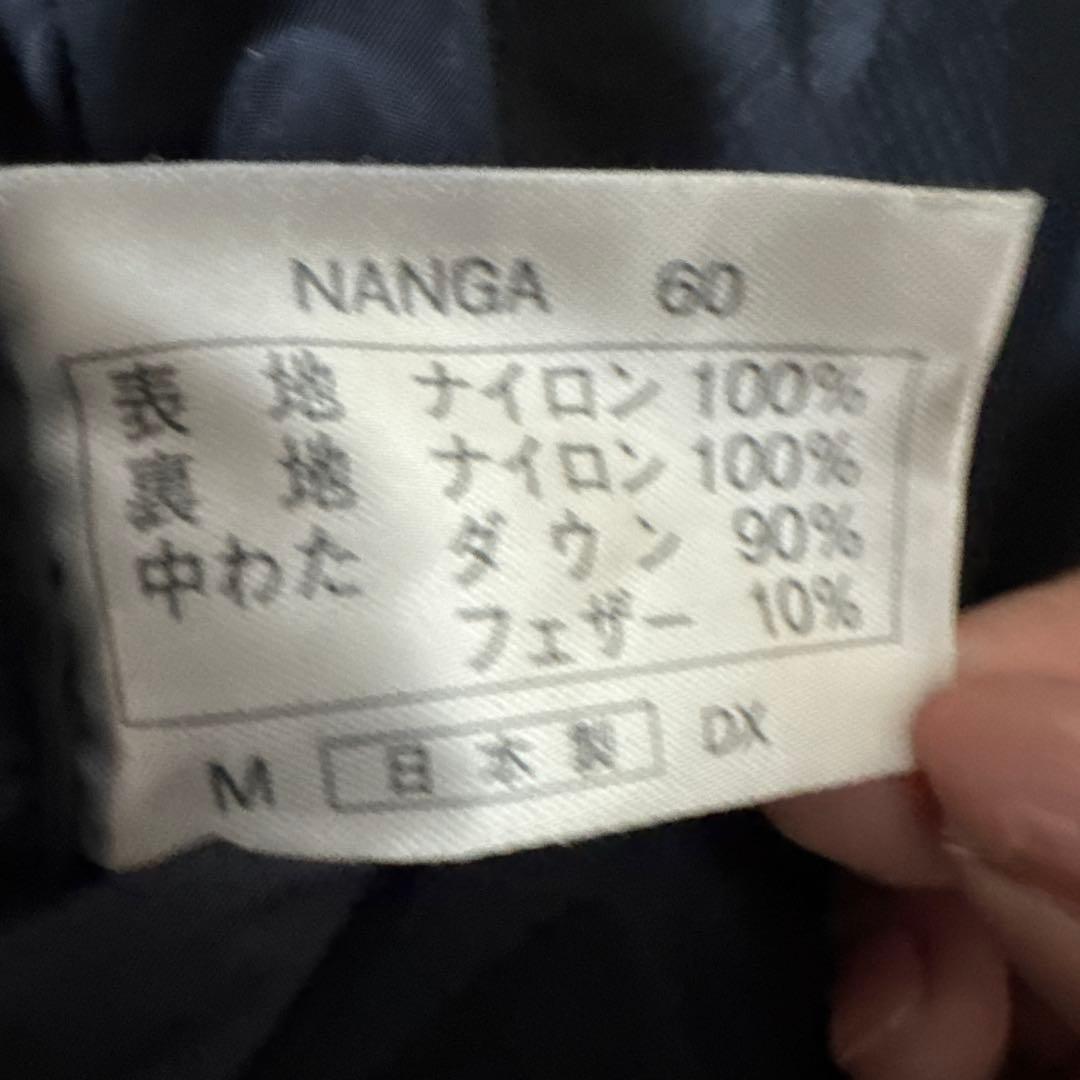 NANGA 60
表地 ナイロン 100%
裏地 ナイロン 100%
中わた ダウン 90%
フェザー 10%
M 日本製 DX